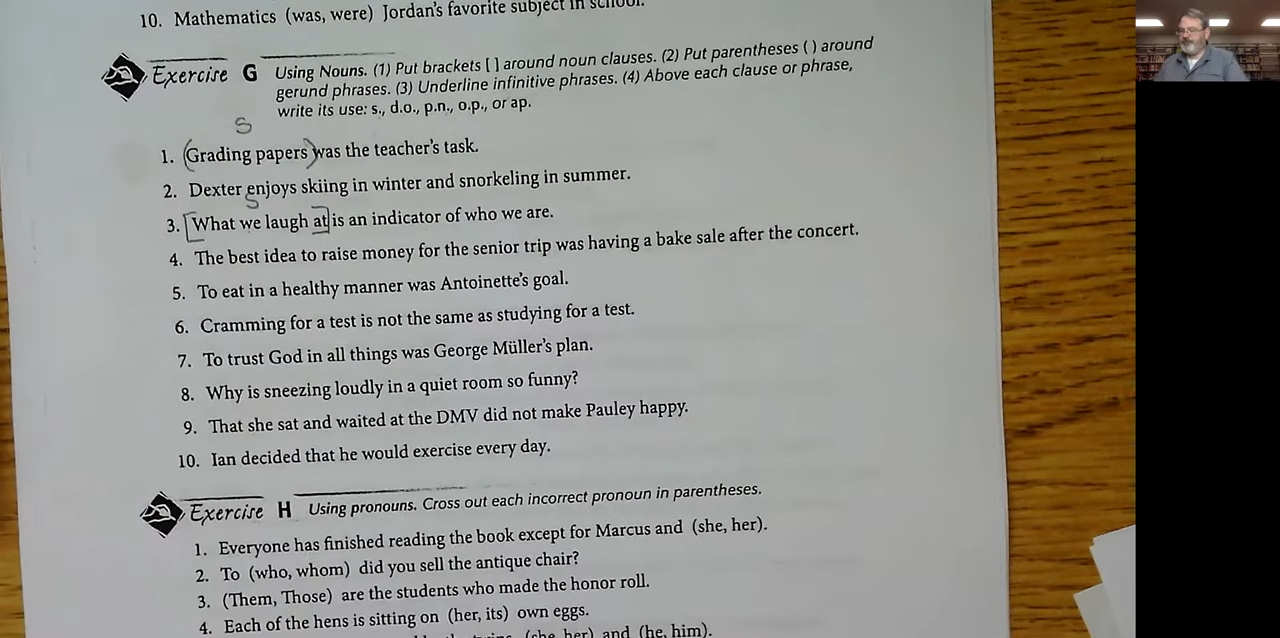 10. Mathematics (was, were) Jordan's favorite subject in school.
Exercise G Using Nouns. (1) Put brackets [ ] around noun clauses. (2) Put parentheses ( ) around
gerund phrases. (3) Underline infinitive phrases. (4) Above each clause or phrase,
write its use: s., d.o., p.n., o.p., or ap.
S
1. (Grading papers) was the teacher's task.
2. Dexter enjoys skiing in winter and snorkeling in summer.
S
3. [What we laugh at] is an indicator of who we are.
4. The best idea to raise money for the senior trip was having a bake sale after the concert.
5. To eat in a healthy manner was Antoinette's goal.
6. Cramming for a test is not the same as studying for a test.
7. To trust God in all things was George Müller's plan.
8. Why is sneezing loudly in a quiet room so funny?
9. That she sat and waited at the DMV did not make Pauley happy.
10. Ian decided that he would exercise every day.
Exercise H Using pronouns. Cross out each incorrect pronoun in parentheses.
1. Everyone has finished reading the book except for Marcus and (she, her).
2. To (who, whom) did you sell the antique chair?
3. (Them, Those) are the students who made the honor roll.
4. Each of the hens is sitting on (her, its) own eggs.
(she, her) and (he, him).